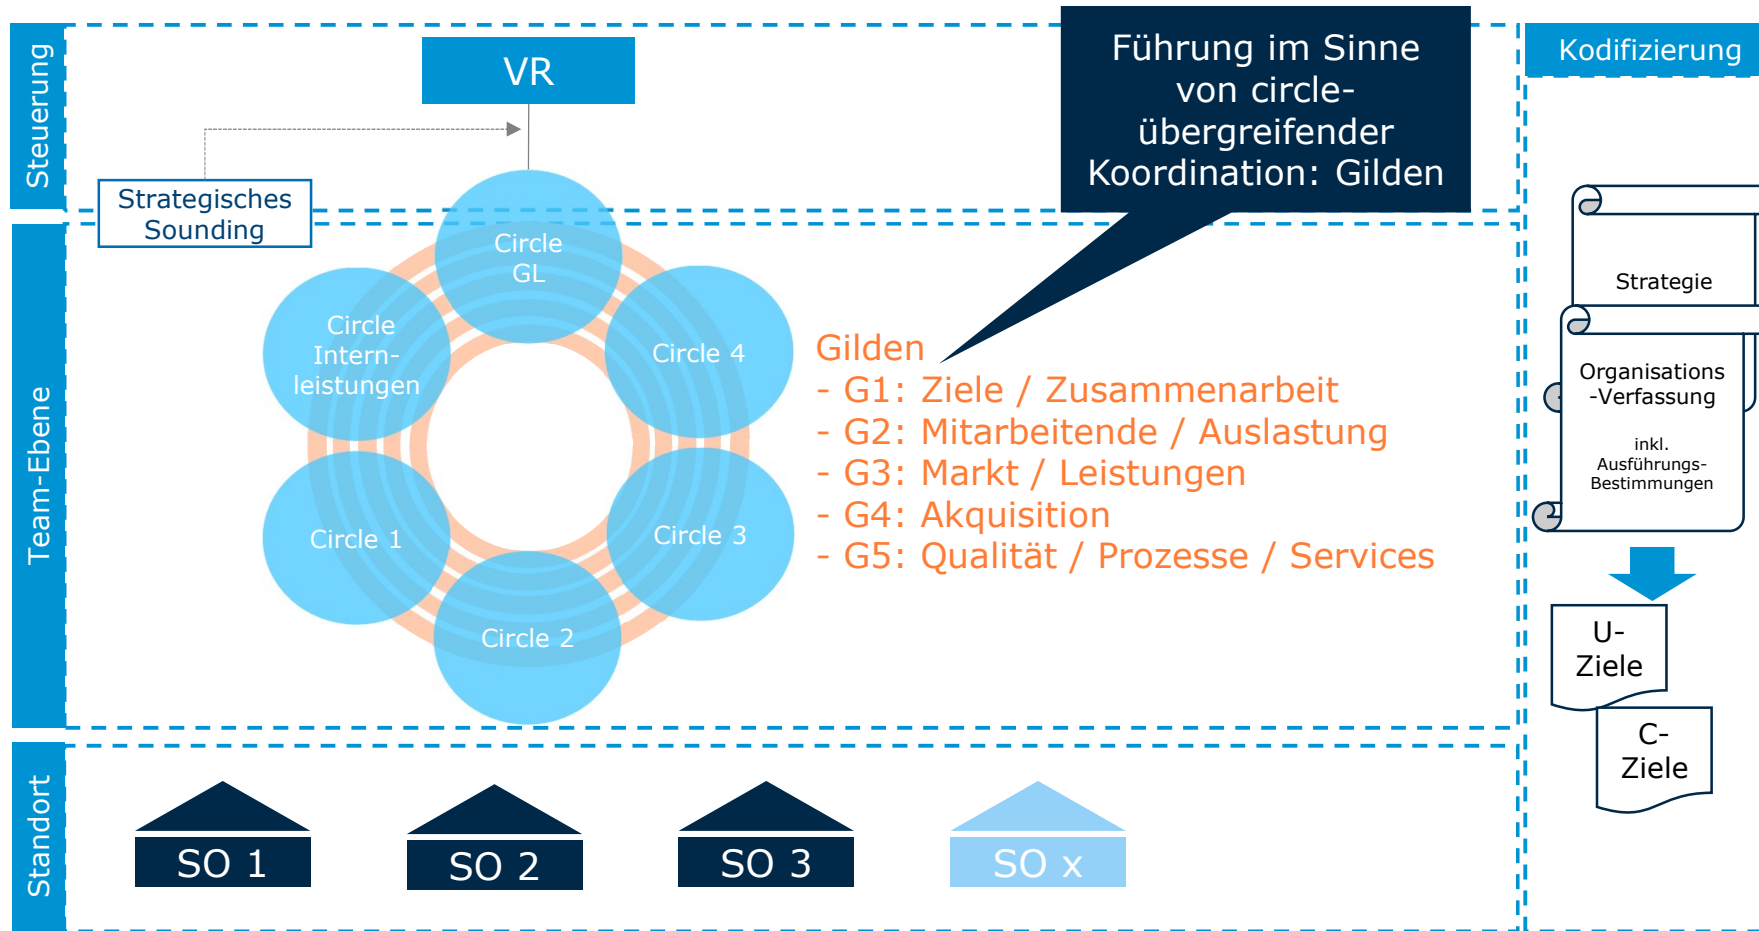 Steuerung
VR
Strategisches
Sounding
Führung im Sinne
von circle-
übergreifender
Koordination: Gilden
Kodifizierung
Team-Ebene
Circle
GL
Circle
Intern-
leistungen
Circle 4
Circle 1
Circle 3
Circle 2
Gilden
- G1: Ziele / Zusammenarbeit
- G2: Mitarbeitende / Auslastung
- G3: Markt / Leistungen
- G4: Akquisition
- G5: Qualität / Prozesse / Services
Strategie
Organisations
-Verfassung
inkl.
Ausführungs-
Bestimmungen
U-
Ziele
C-
Ziele
Standort
SO 1
SO 2
SO 3
SO x